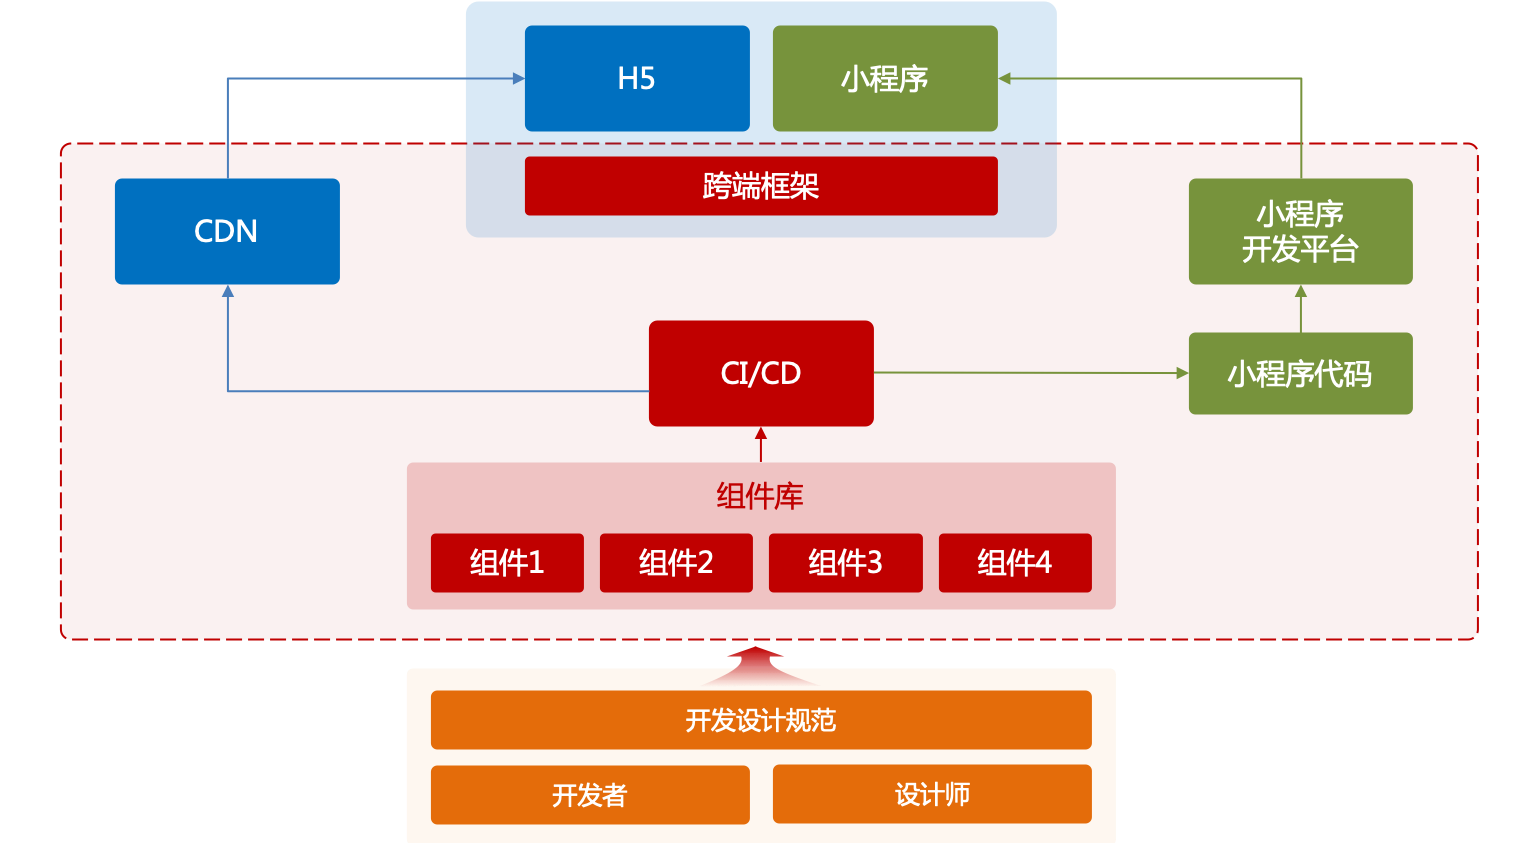 H5
小程序
跨端框架
CDN
小程序
开发平台
CI/CD
小程序代码
组件库
组件1
组件2
组件3
组件4
开发设计规范
开发者
设计师